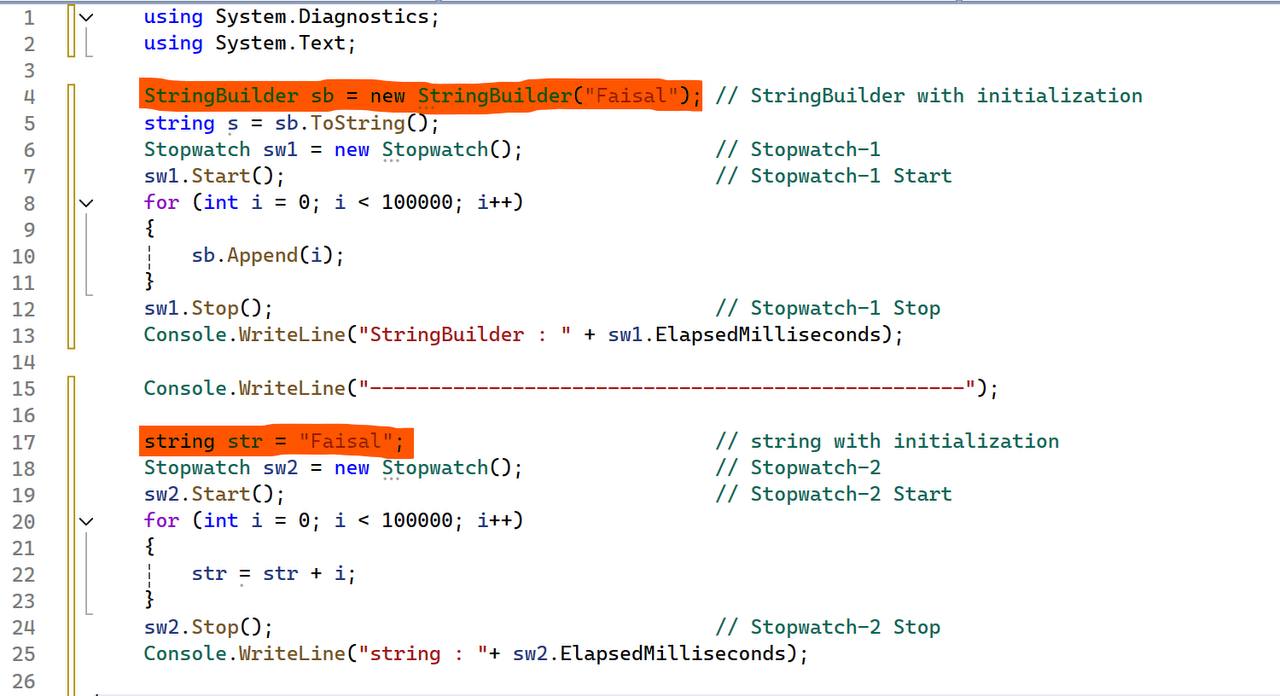 1 using System.Diagnostics;
2 using System.Text;
3
4 StringBuilder sb = new StringBuilder("Faisal"); // StringBuilder with initialization
5 string s = sb.ToString();
6 Stopwatch sw1 = new Stopwatch(); // Stopwatch-1
7 sw1.Start(); // Stopwatch-1 Start
8 for (int i = 0; i < 100000; i++)
9 {
10 sb.Append(i);
11 }
12 sw1.Stop(); // Stopwatch-1 Stop
13 Console.WriteLine("StringBuilder : " + sw1.ElapsedMilliseconds);
14
15 Console.WriteLine("--------------------------------------------------");
16
17 string str = "Faisal"; // string with initialization
18 Stopwatch sw2 = new Stopwatch(); // Stopwatch-2
19 sw2.Start(); // Stopwatch-2 Start
20 for (int i = 0; i < 100000; i++)
21 {
22 str = str + i;
23 }
24 sw2.Stop(); // Stopwatch-2 Stop
25 Console.WriteLine("string : "+ sw2.ElapsedMilliseconds);
26